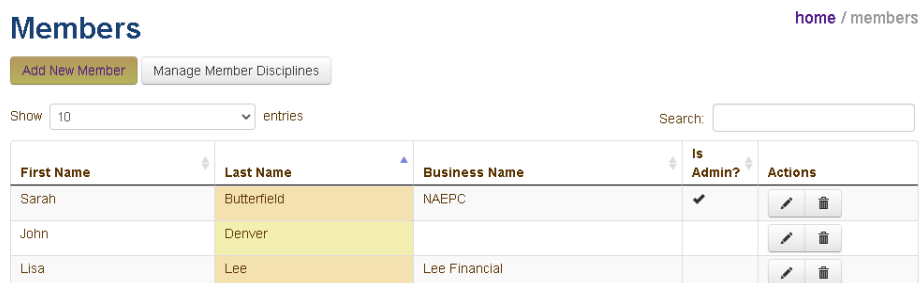 Members
home / members
Add New Member Manage Member Disciplines
Show 10 entries Search:
First Name Last Name Business Name Is Admin? Actions
Sarah Butterfield NAEPC
John Denver
Lisa Lee Lee Financial